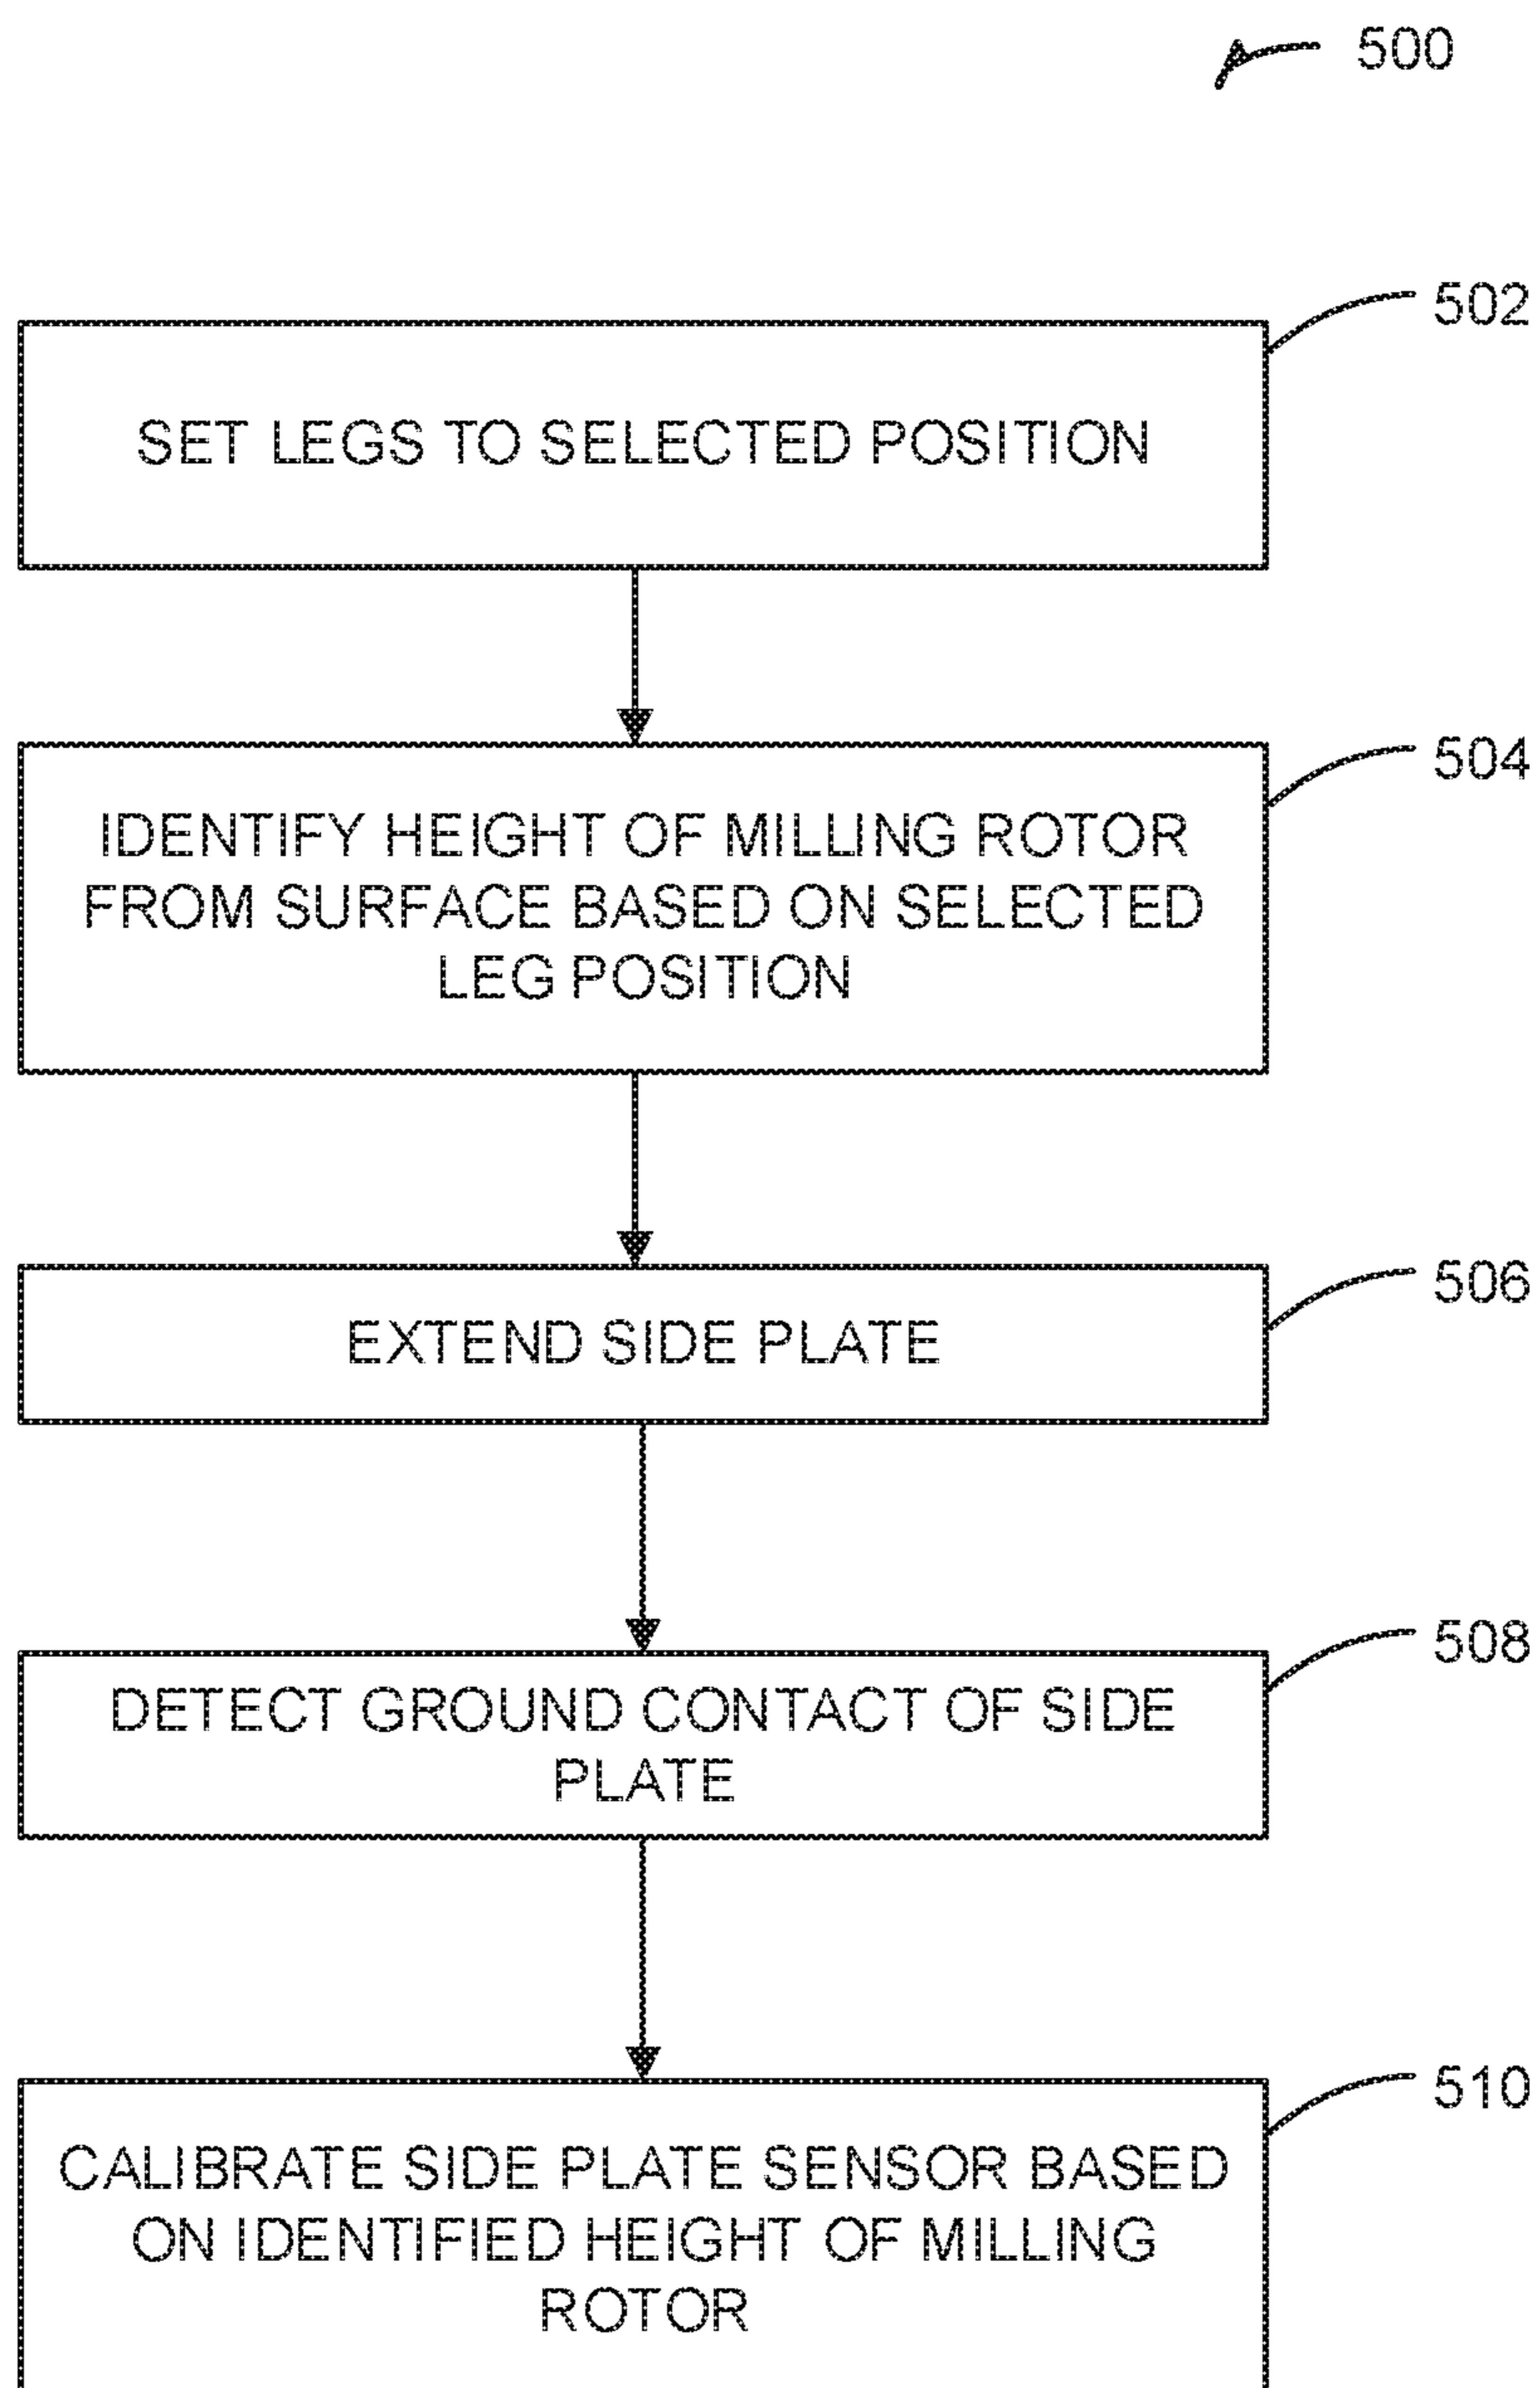 500
502
SET LEGS TO SELECTED POSITION
504
IDENTIFY HEIGHT OF MILLING ROTOR
FROM SURFACE BASED ON SELECTED
LEG POSITION
506
EXTEND SIDE PLATE
508
DETECT GROUND CONTACT OF SIDE
PLATE
510
CALIBRATE SIDE PLATE SENSOR BASED
ON IDENTIFIED HEIGHT OF MILLING
ROTOR